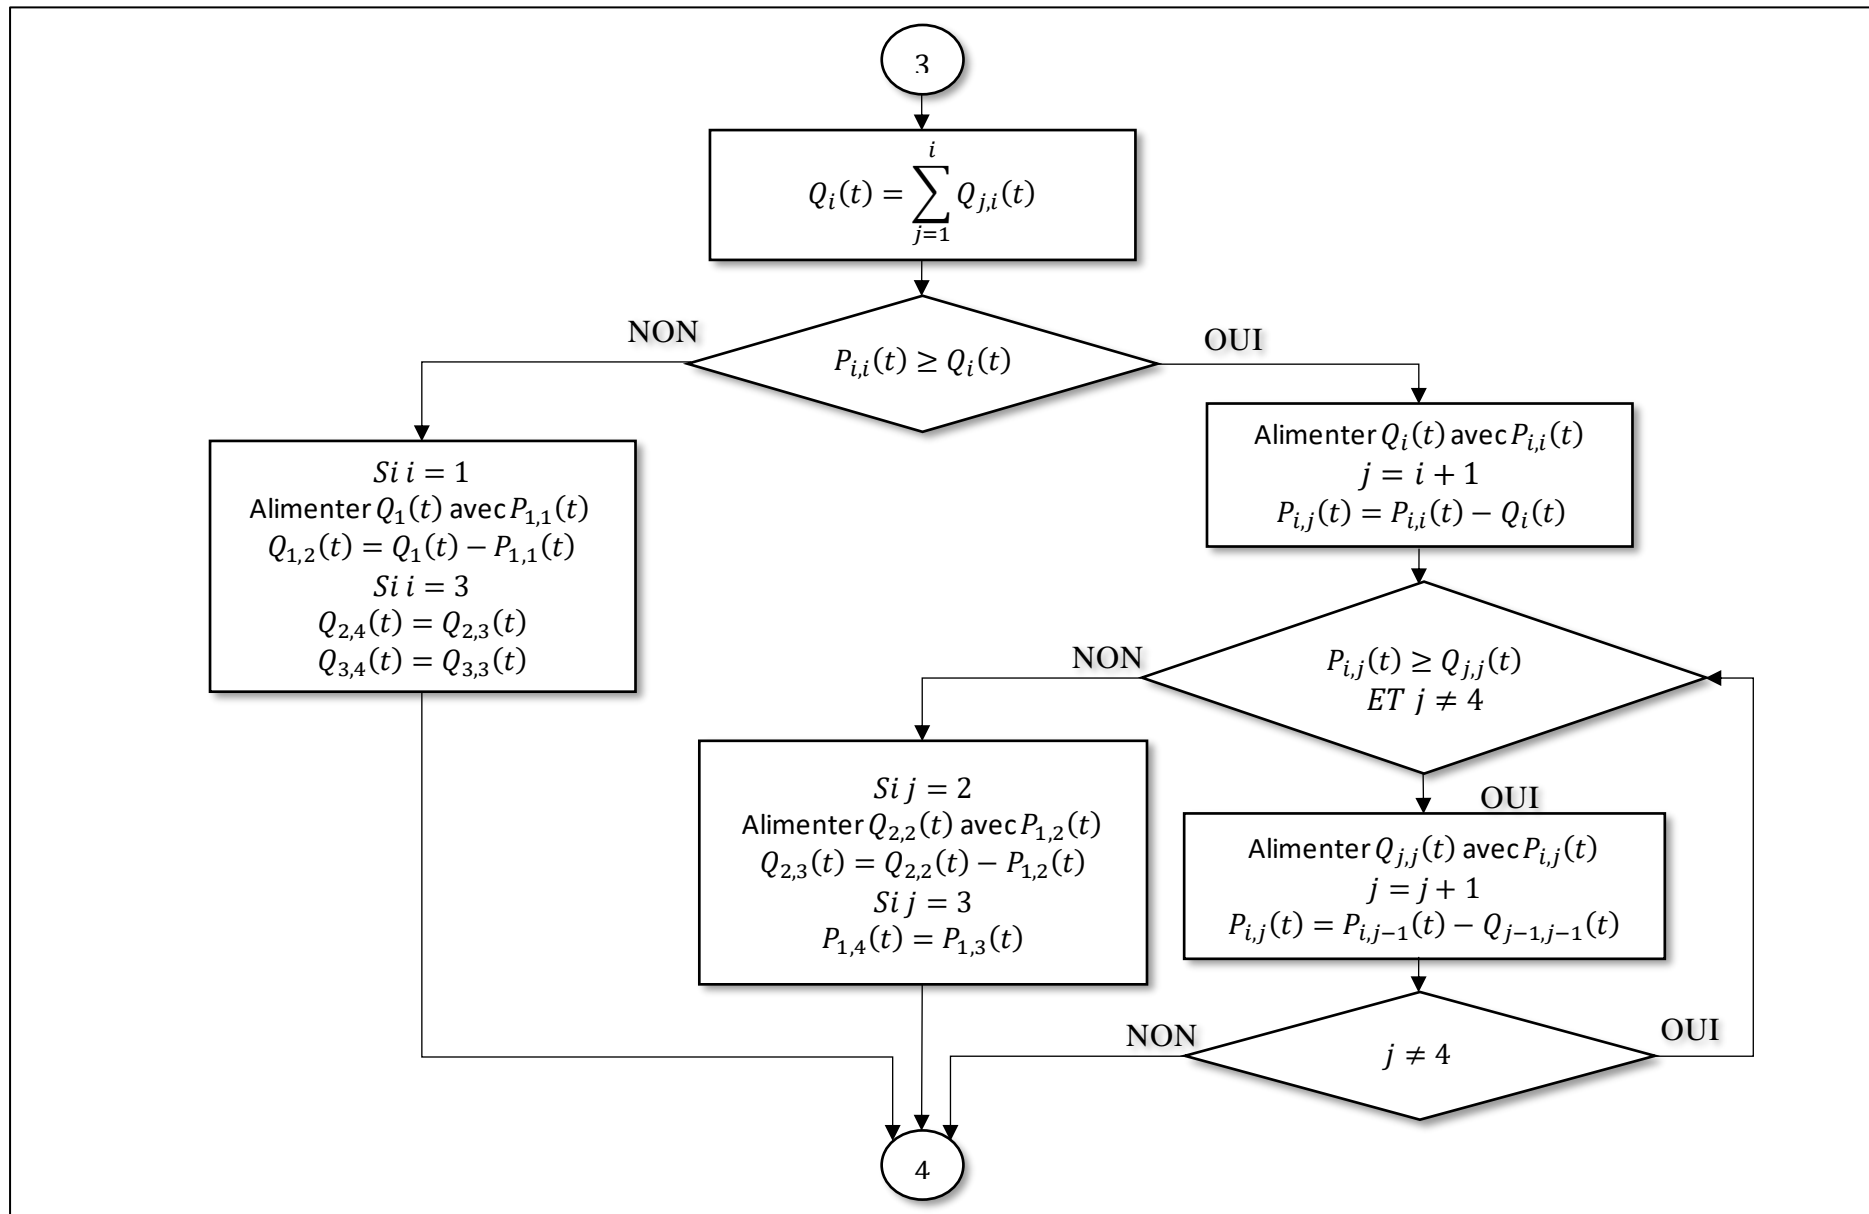 3
$Q_i(t) = \sum_{j=1}^{i} Q_{j,i}(t)$
NON
$P_{i,i}(t) \geq Q_i(t)$
OUI
Si i = 1
Alimenter $Q_1(t)$ avec $P_{1,1}(t)$
$Q_{1,2}(t) = Q_1(t) - P_{1,1}(t)$
Si i = 3
$Q_{2,4}(t) = Q_{2,3}(t)$
$Q_{3,4}(t) = Q_{3,3}(t)$
Alimenter $Q_i(t)$ avec $P_{i,i}(t)$
$j = i + 1$
$P_{i,j}(t) = P_{i,i}(t) - Q_i(t)$
NON
$P_{i,j}(t) \geq Q_{j,j}(t)$
ET $j \neq 4$
OUI
Si j = 2
Alimenter $Q_{2,2}(t)$ avec $P_{1,2}(t)$
$Q_{2,3}(t) = Q_{2,2}(t) - P_{1,2}(t)$
Si j = 3
$P_{1,4}(t) = P_{1,3}(t)$
Alimenter $Q_{j,j}(t)$ avec $P_{i,j}(t)$
$j = j + 1$
$P_{i,j}(t) = P_{i,j-1}(t) - Q_{j-1,j-1}(t)$
NON
$j \neq 4$
OUI
4